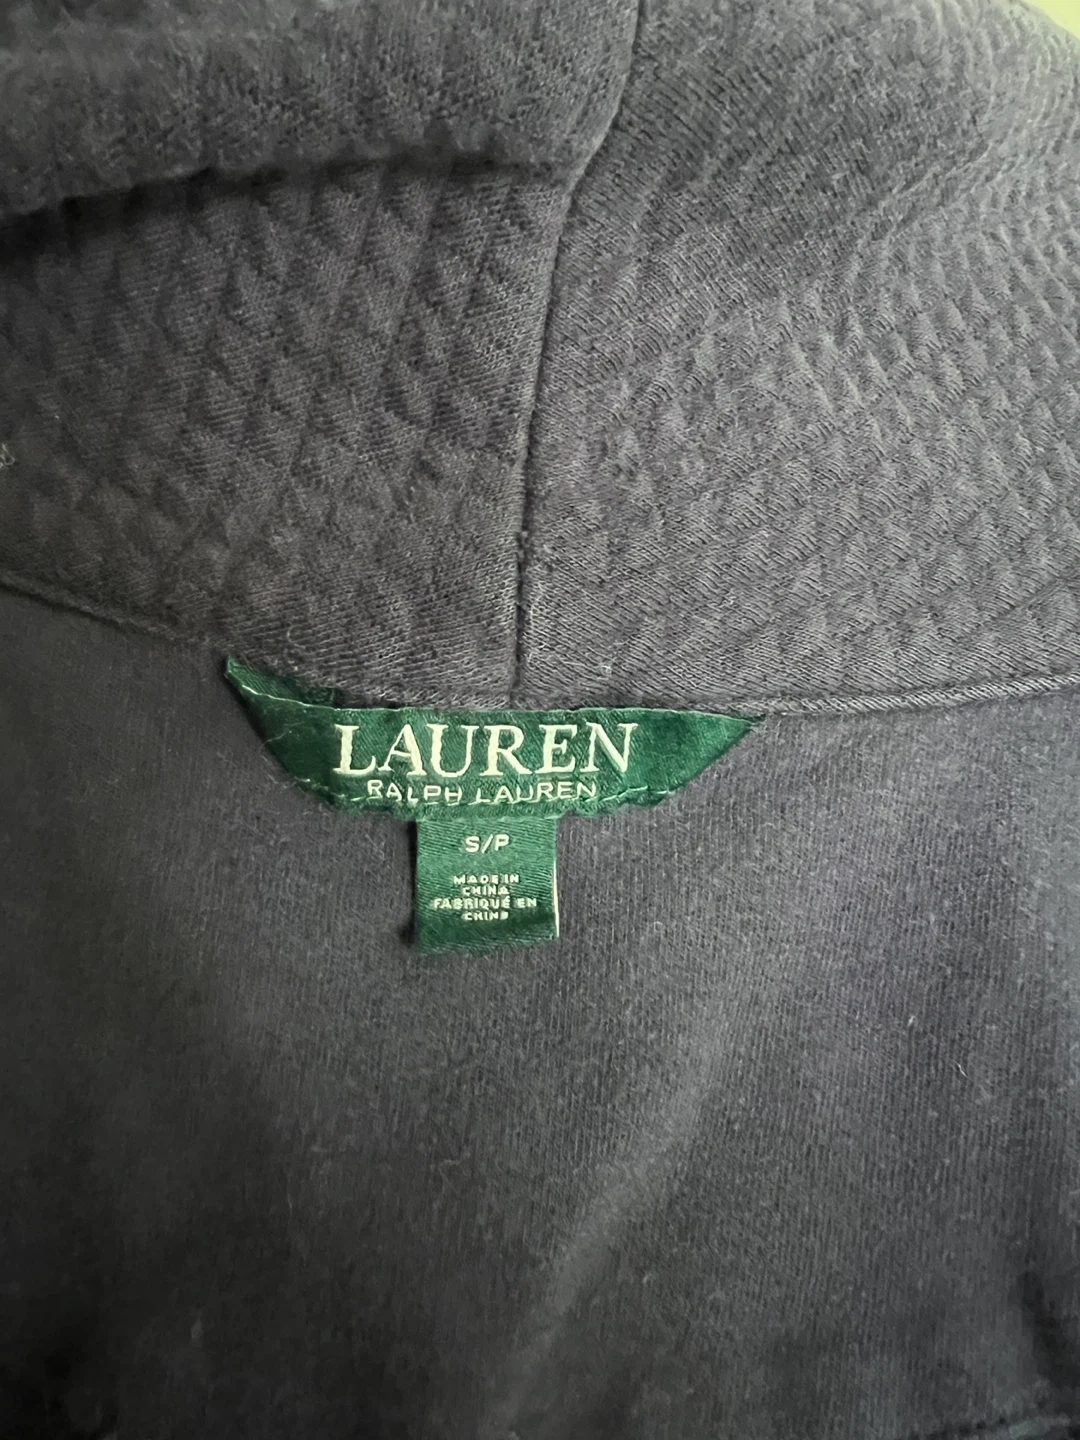 LAUREN
RALPH LAUREN
S/P
MADE IN
CHINA
FABRIQUÉ EN
CHINE